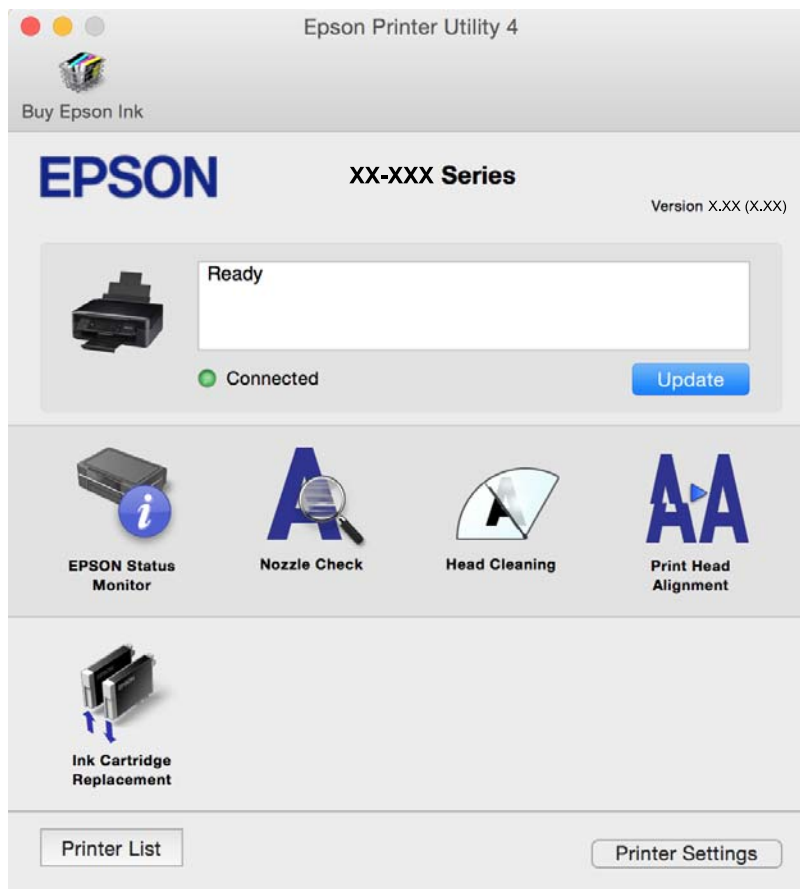 Epson Printer Utility 4
Buy Epson Ink
EPSON
XX-XXX Series
Version X.XX (X.XX)
Ready
Connected
Update
EPSON Status
Monitor
Nozzle Check
Head Cleaning
Print Head
Alignment
Ink Cartridge
Replacement
Printer List
Printer Settings